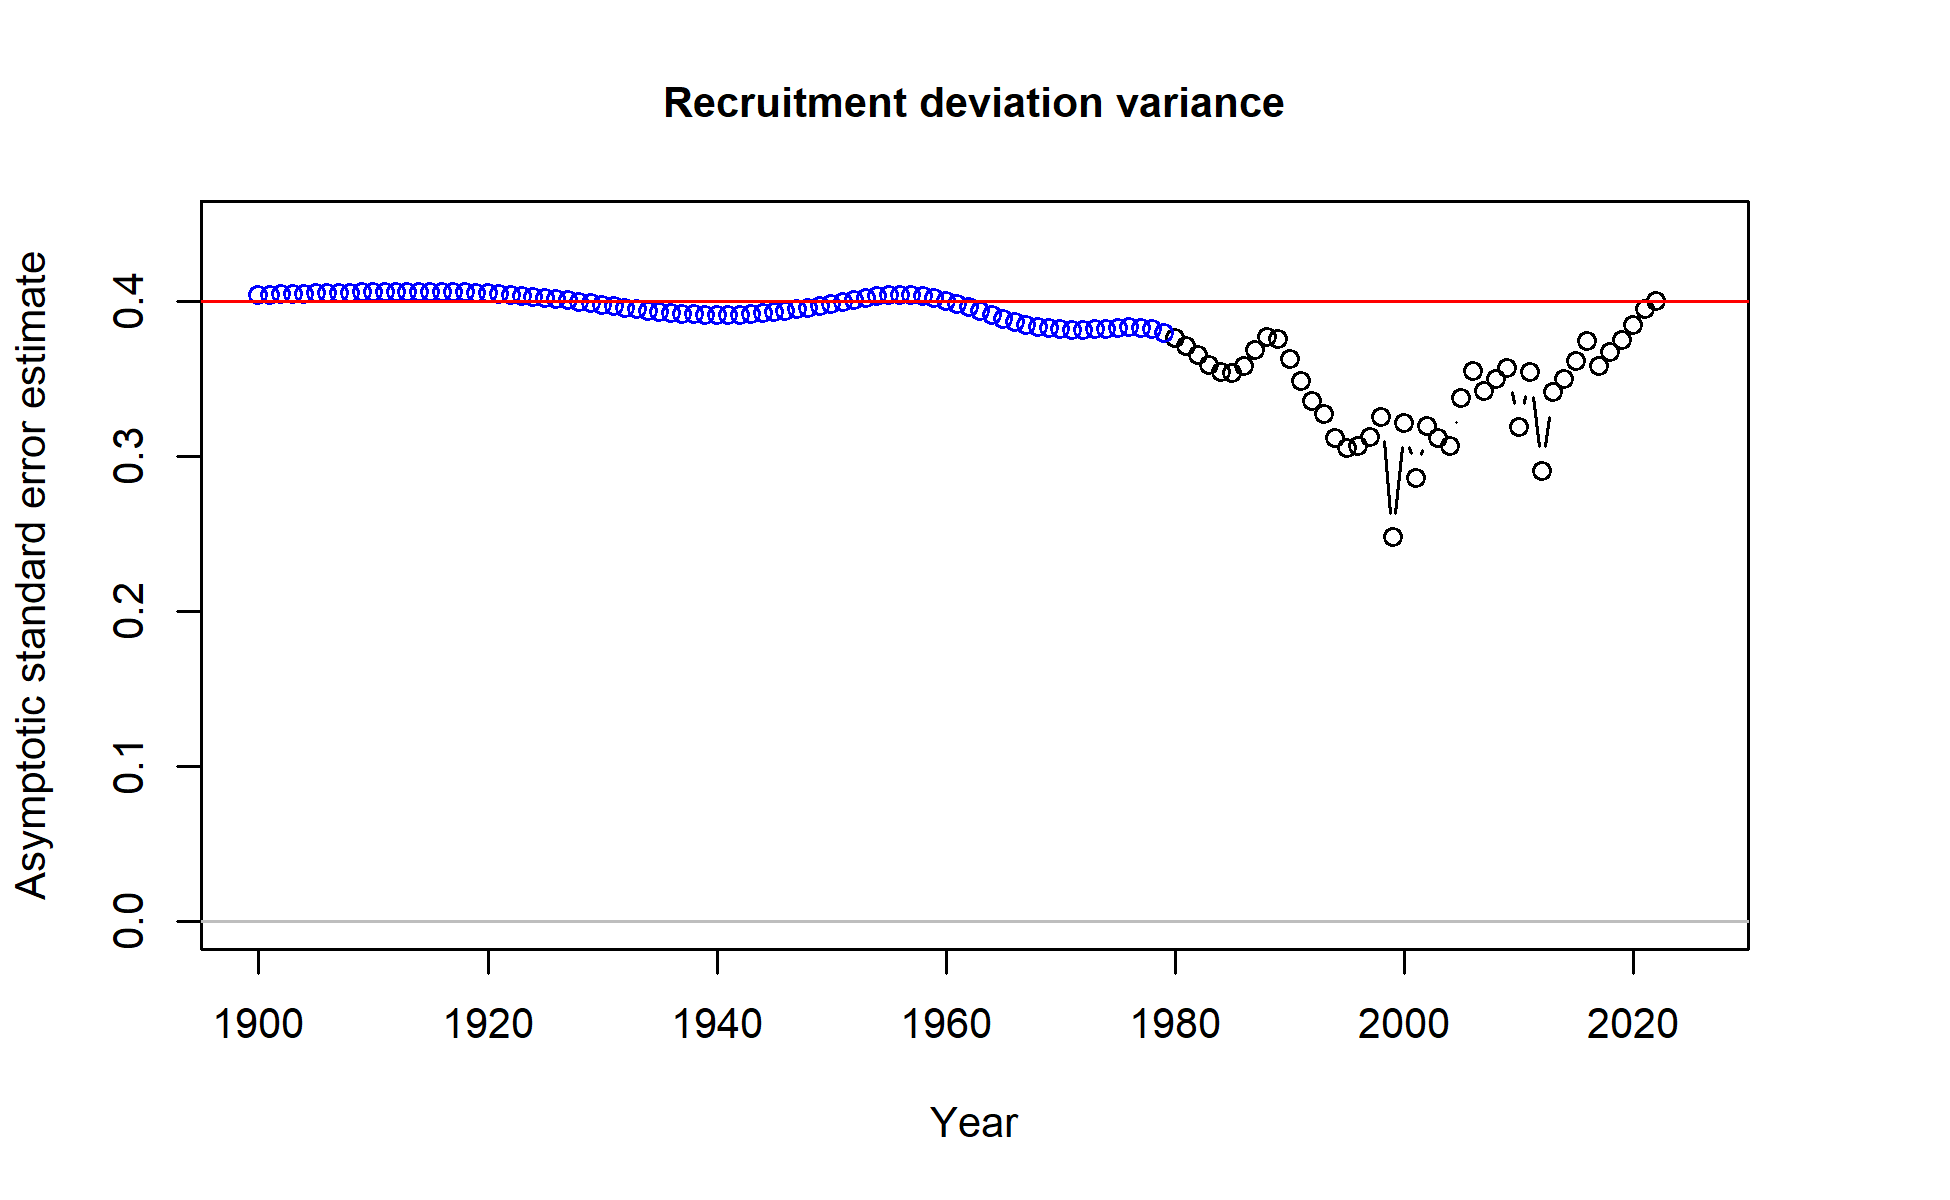 Recruitment deviation variance
Asymptotic standard error estimate
0.4
0.3
0.2
0.1
0.0
1900 1920 1940 1960 1980 2000 2020
Year